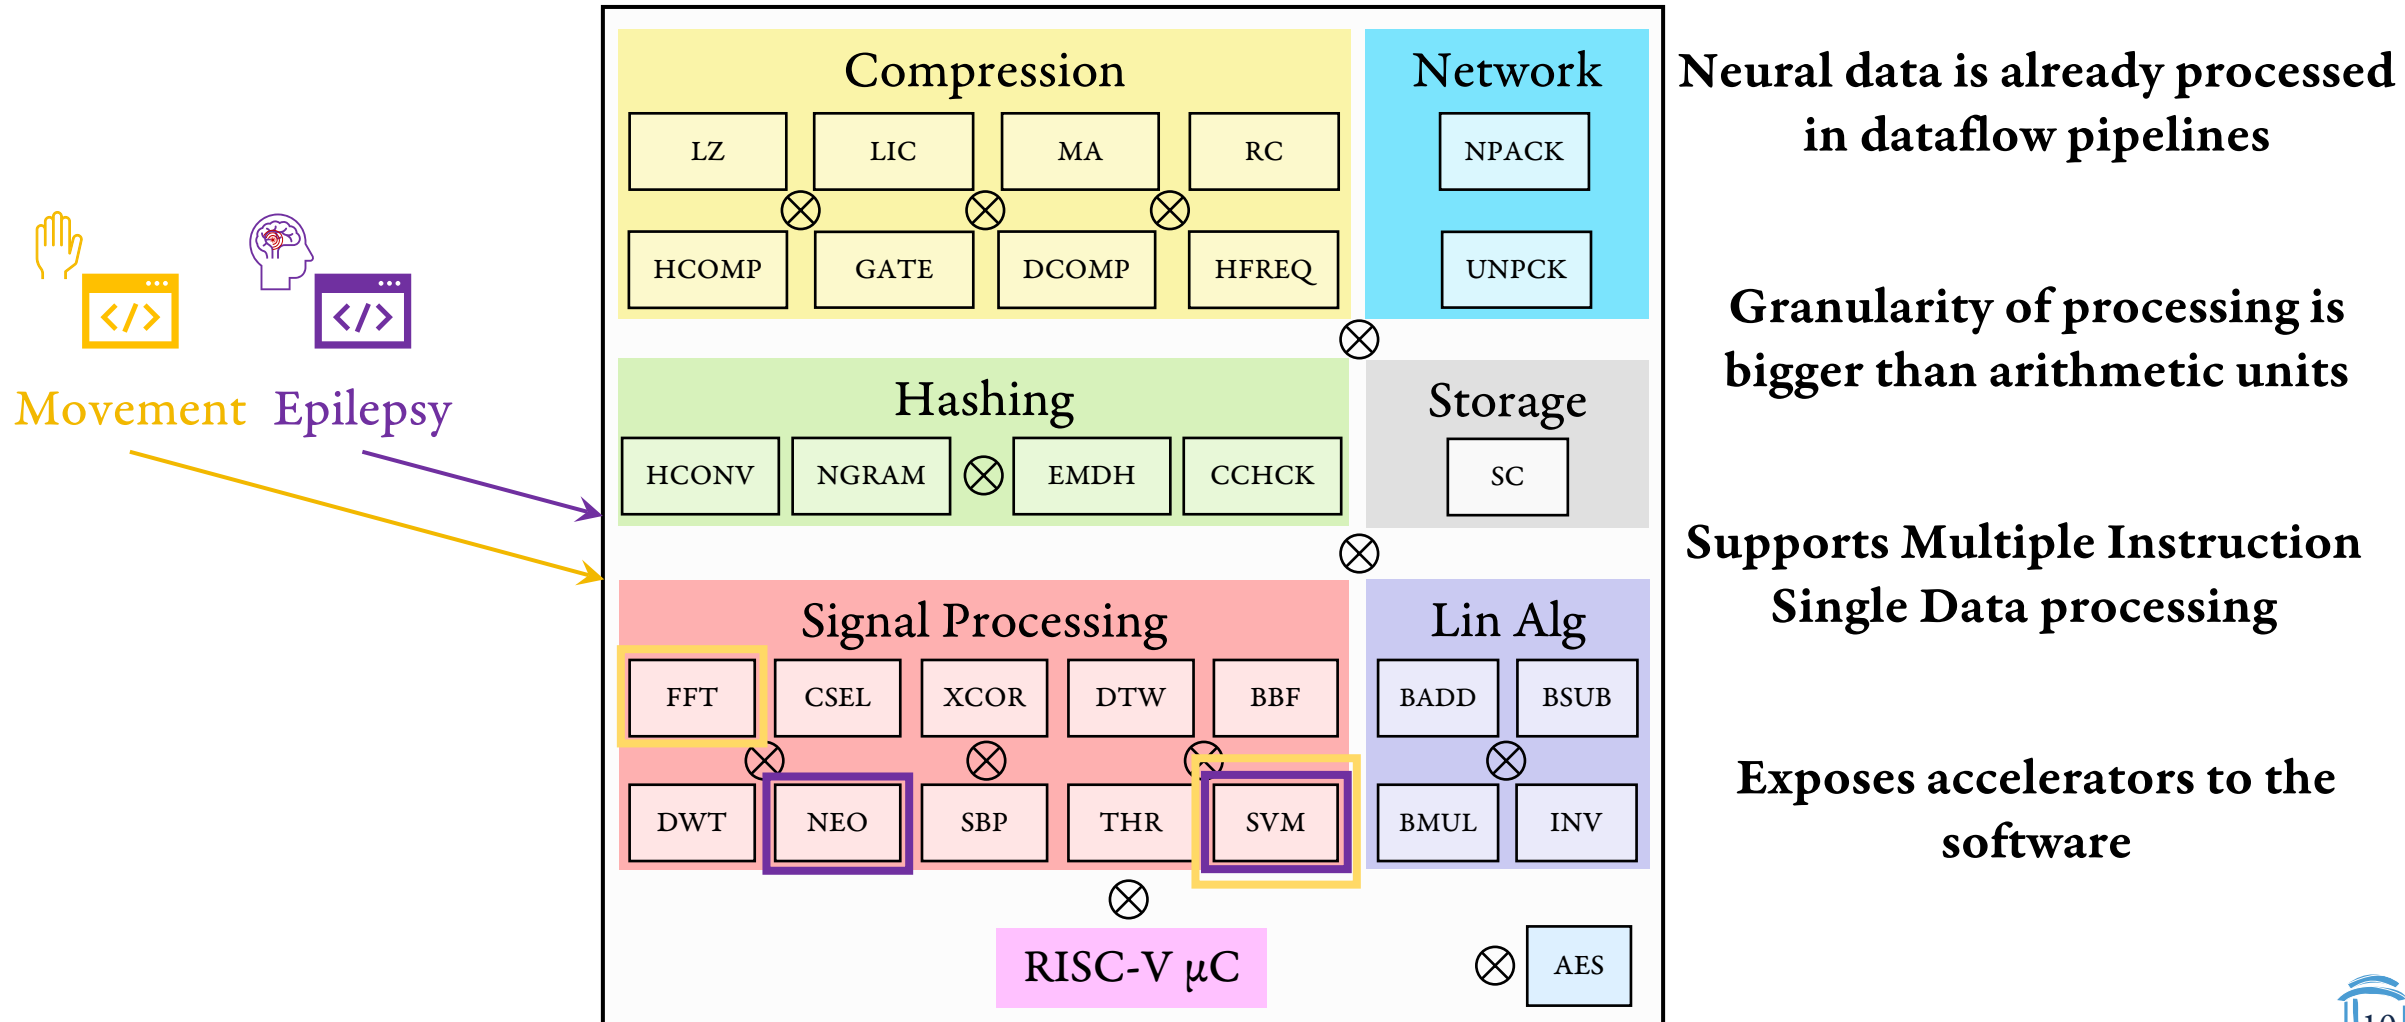 Compression
Network
LZ
LIC
MA
RC
NPACK
HCOMP
GATE
DCOMP
HFREQ
UNPCK
</>
</>
Movement
Epilepsy
Hashing
Storage
HCONV
NGRAM
EMDH
CCHCK
SC
Signal Processing
Lin Alg
FFT
CSEL
XCOR
DTW
BBF
BADD
BSUB
DWT
NEO
SBP
THR
SVM
BMUL
INV
RISC-V μC
AES
Neural data is already processed
in dataflow pipelines
Granularity of processing is
bigger than arithmetic units
Supports Multiple Instruction
Single Data processing
Exposes accelerators to the
software